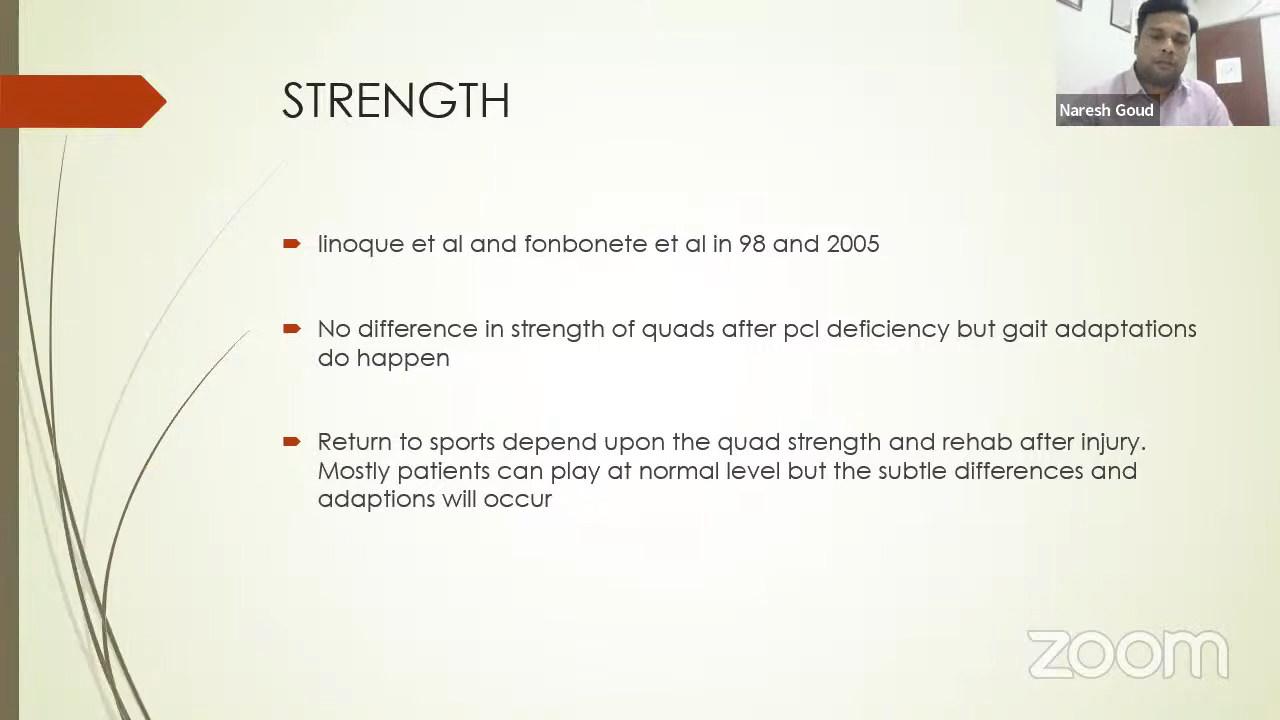 STRENGTH
Naresh Goud
linoque et al and fonbonete et al in 98 and 2005
No difference in strength of quads after pcl deficiency but gait adaptations
do happen
Return to sports depend upon the quad strength and rehab after injury.
Mostly patients can play at normal level but the subtle differences and
adaptions will occur
zoom